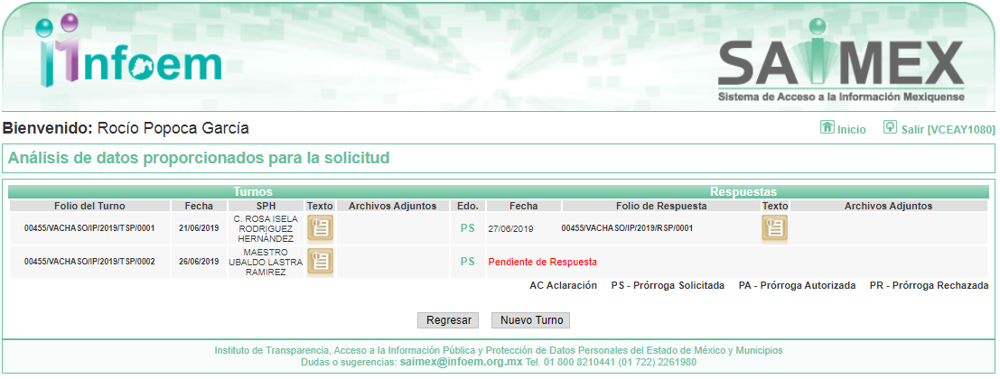 infoem
SAIMEX
Sistema de Acceso a la Información Mexiquense
Bienvenido: Rocío Popoca García
Inicio Salir [VCEAY1080]
Análisis de datos proporcionados para la solicitud
Turnos Respuestas
Folio del Turno Fecha SPH Texto Archivos Adjuntos Edo. Fecha Folio de Respuesta Texto Archivos Adjuntos
00455/VACHASO/IP/2019/TSP/0001 21/06/2019 C. ROSA ISELA RODRIGUEZ HERNÁNDEZ PS 27/06/2019 00455/VACHASO/IP/2019/RSP/0001
00455/VACHASO/IP/2019/TSP/0002 26/06/2019 MAESTRO UBALDO LASTRA RAMIREZ PS Pendiente de Respuesta
AC Aclaración PS - Prórroga Solicitada PA - Prórroga Autorizada PR - Prórroga Rechazada
Regresar Nuevo Turno
Instituto de Transparencia, Acceso a la Información Pública y Protección de Datos Personales del Estado de México y Municipios
Dudas o sugerencias: saimex@infoem.org.mx Tel. 01 800 8210441 (01 722) 2261980